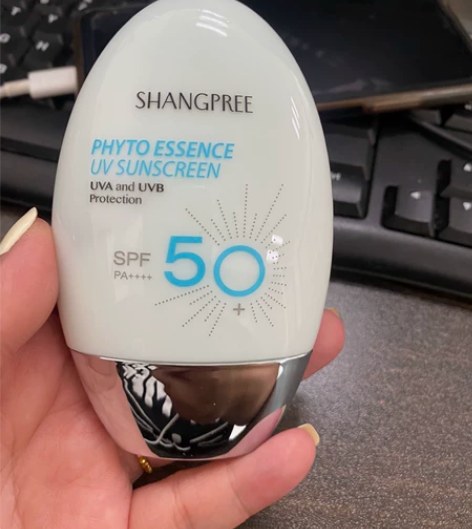 SHANGPREE
PHYTO ESSENCE
UV SUNSCREEN
UVA and UVB
Protection
SPF 50
PA++++
+